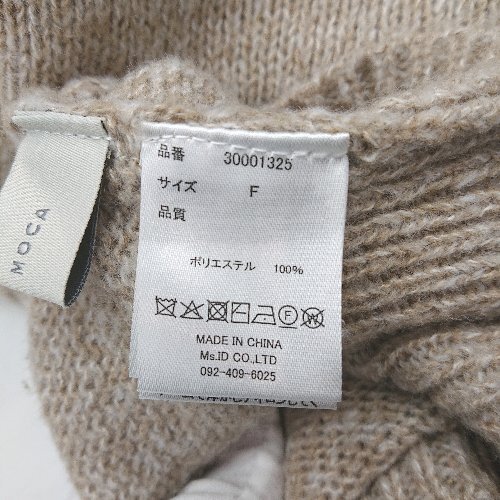 MOCA
品番 30001325
サイズ F
品質
ポリエステル 100%
MADE IN CHINA
Ms.ID CO.,LTD
092-409-6025